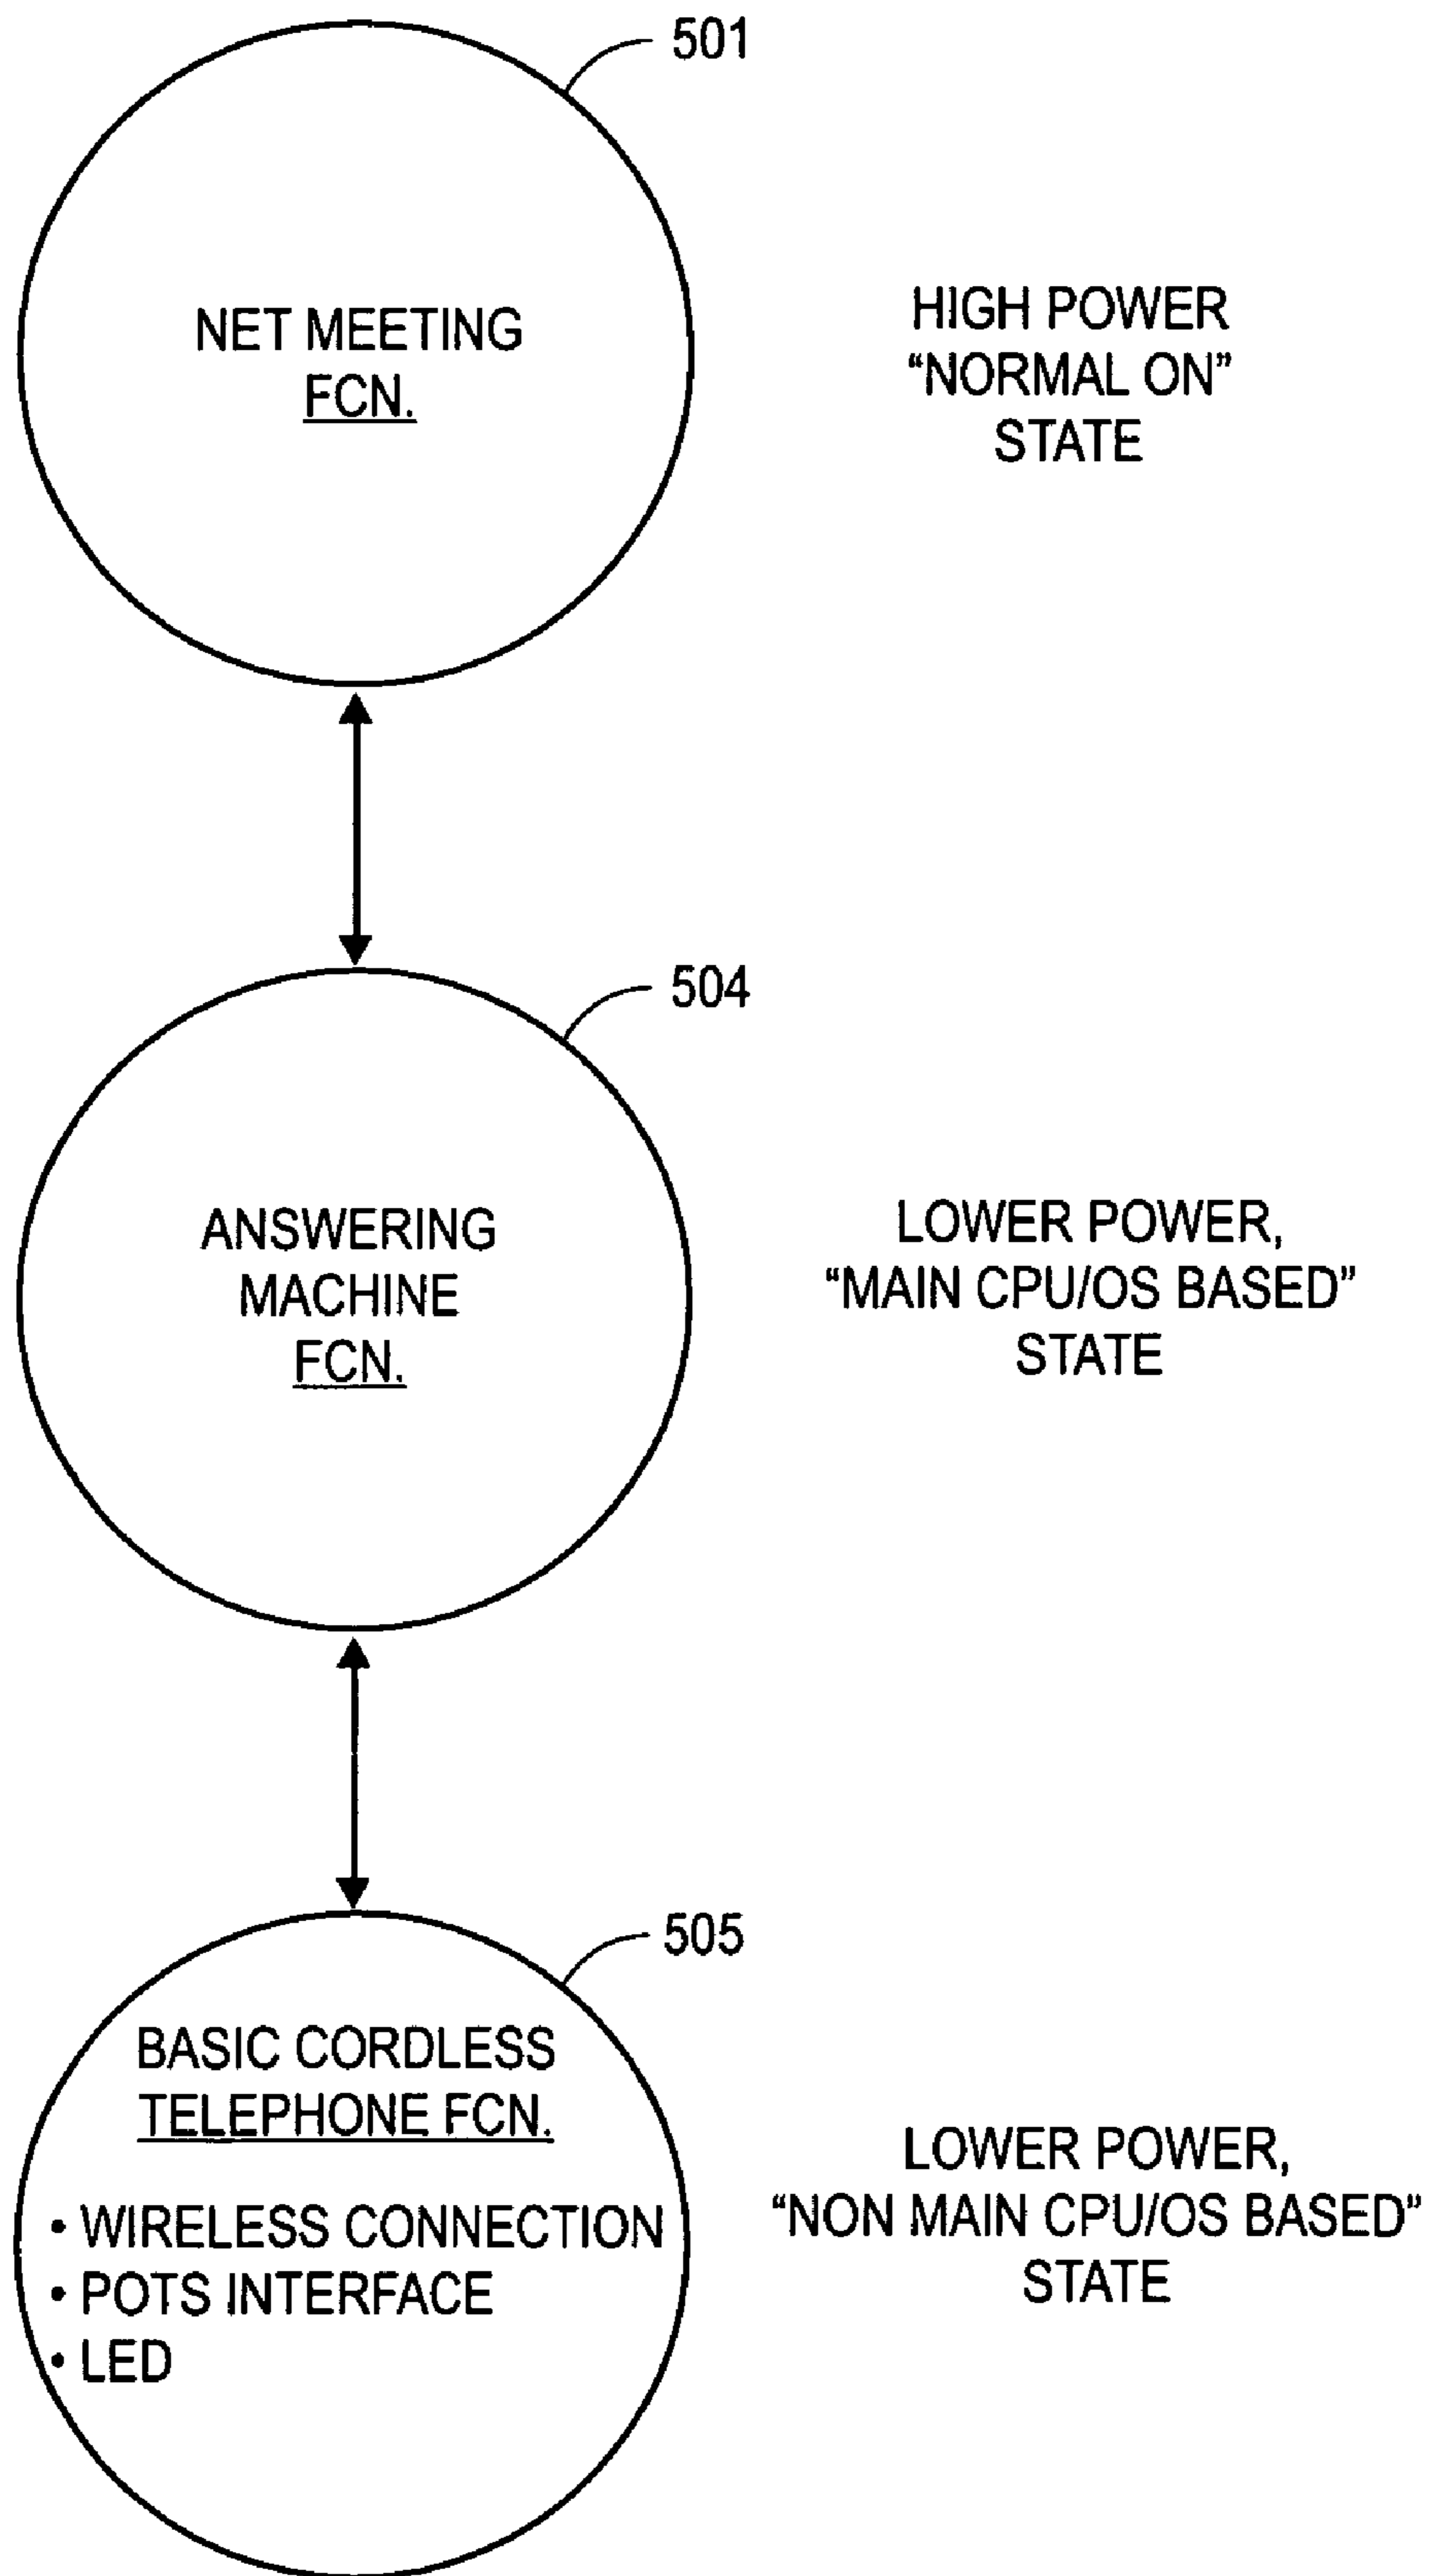 501
NET MEETING
FCN.
HIGH POWER
“NORMAL ON”
STATE
504
ANSWERING
MACHINE
FCN.
LOWER POWER,
“MAIN CPU/OS BASED”
STATE
505
BASIC CORDLESS
TELEPHONE FCN.
• WIRELESS CONNECTION
• POTS INTERFACE
• LED
LOWER POWER,
“NON MAIN CPU/OS BASED”
STATE